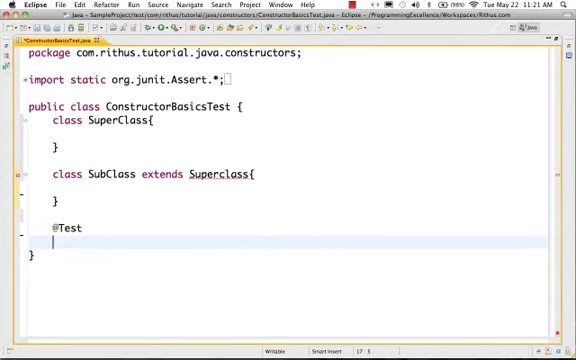 Eclipse File Edit Refactor Run Source Navigate Search Project Window Help Tue May 22 11:21 AM
Java – SampleProject/test/com/rithus/tutorial/java/constructors/ConstructorBasicsTest.java – Eclipse – /ProgrammingExcellence/Workspaces/Rithus.com
Java
*ConstructorBasicsTest.java
package com.rithus.tutorial.java.constructors;
import static org.junit.Assert.*;
public class ConstructorBasicsTest {
class SuperClass{
}
class SubClass extends Superclass{
}
@Test
}
Writable Smart Insert 17 : 5